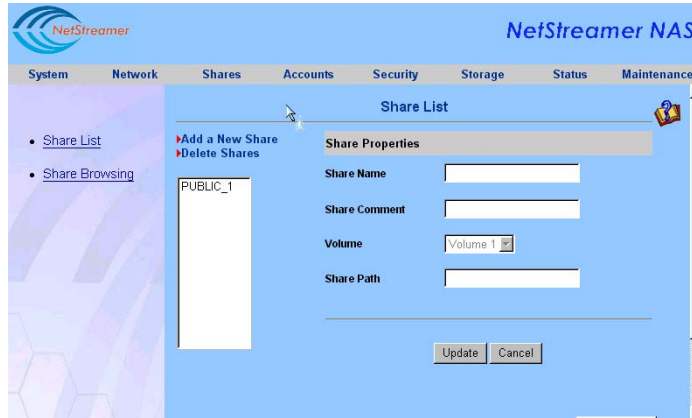 NetStreamer
NetStreamer NAS
System Network Shares Accounts Security Storage Status Maintenance
Share List
Share List
Share Browsing
Add a New Share
Delete Shares
PUBLIC_1
Share Properties
Share Name
Share Comment
Volume Volume 1
Share Path
Update Cancel